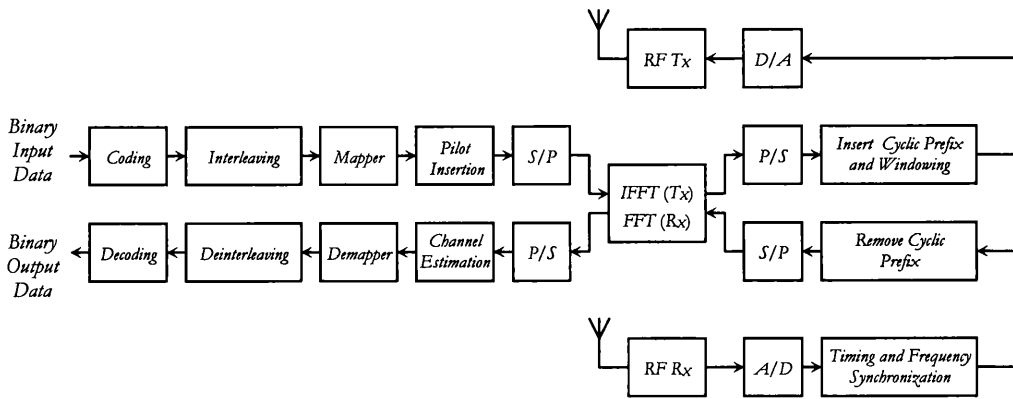 RF Tx
D/A
Binary
Input
Data
Coding
Interleaving
Mapper
Pilot
Insertion
S/P
IFFT (Tx)
FFT (Rx)
P/S
Insert Cyclic Prefix
and Windowing
Binary
Output
Data
Decoding
Deinterleaving
Demapper
Channel
Estimation
P/S
S/P
Remove Cyclic
Prefix
RF Rx
A/D
Timing and Frequency
Synchronization